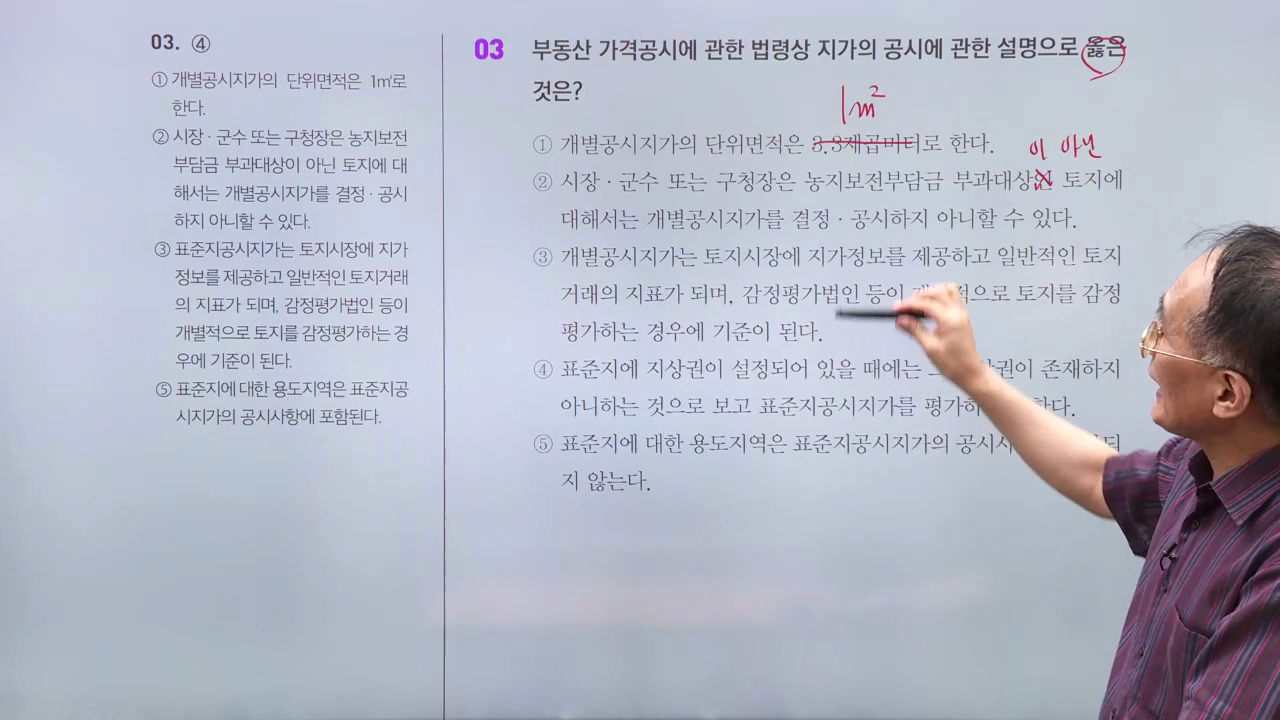 03. ④
① 개별공시지가의 단위면적은 1㎡로
한다.
② 시장·군수 또는 구청장은 농지보전
부담금 부과대상이 아닌 토지에 대
해서는 개별공시지가를 결정·공시
하지 아니할 수 있다.
③ 표준지공시지가는 토지시장에 지가
정보를 제공하고 일반적인 토지거래
의 지표가 되며, 감정평가법인 등이
개별적으로 토지를 감정평가하는 경
우에 기준이 된다.
⑤ 표준지에 대한 용도지역은 표준지공
시지가의 공시사항에 포함된다.
03 부동산 가격공시에 관한 법령상 지가의 공시에 관한 설명으로 옳은
것은?
1m²
① 개별공시지가의 단위면적은 3.3제곱미터로 한다.
이 아닌
② 시장·군수 또는 구청장은 농지보전부담금 부과대상인 토지에
대해서는 개별공시지가를 결정·공시하지 아니할 수 있다.
③ 개별공시지가는 토지시장에 지가정보를 제공하고 일반적인 토지
거래의 지표가 되며, 감정평가법인 등이 토지를 감정
평가하는 경우에 기준이 된다.
④ 표준지에 지상권이 설정되어 있을 때에는 존재하지
아니하는 것으로 보고 표준지공시지가를 한다.
⑤ 표준지에 대한 용도지역은 표준지공시지가의
지 않는다.